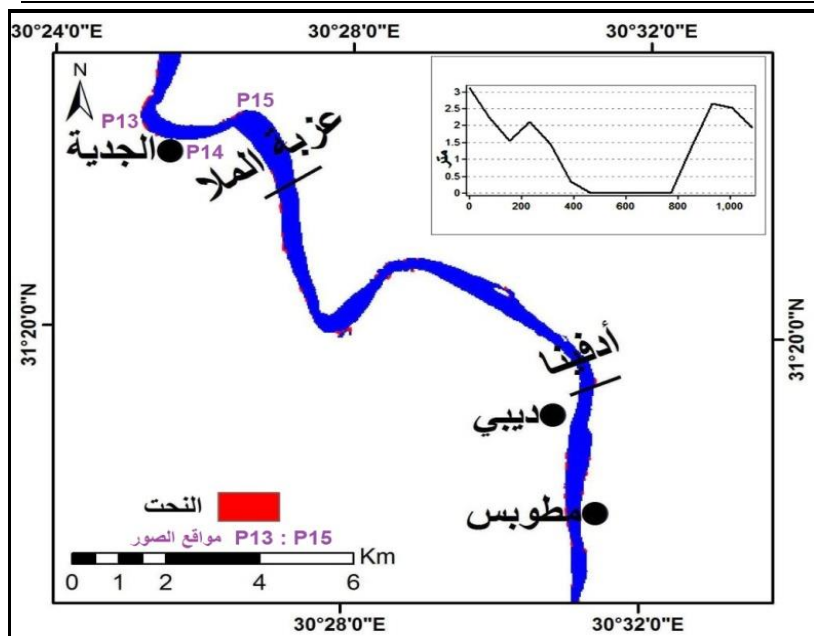 30°24'0"E 30°28'0"E 30°32'0"E
N
P13
P15
الجدية
P14
عزبة الملا
متر
3
2.5
2
1.5
1
0.5
0
0 200 400 600 800 1,000
31°20'0"N
31°20'0"N
أدفينا
ديبي
مطوبس
النحت
مواقع الصور P13 : P15
0 1 2 4 6 Km
30°28'0"E 30°32'0"E